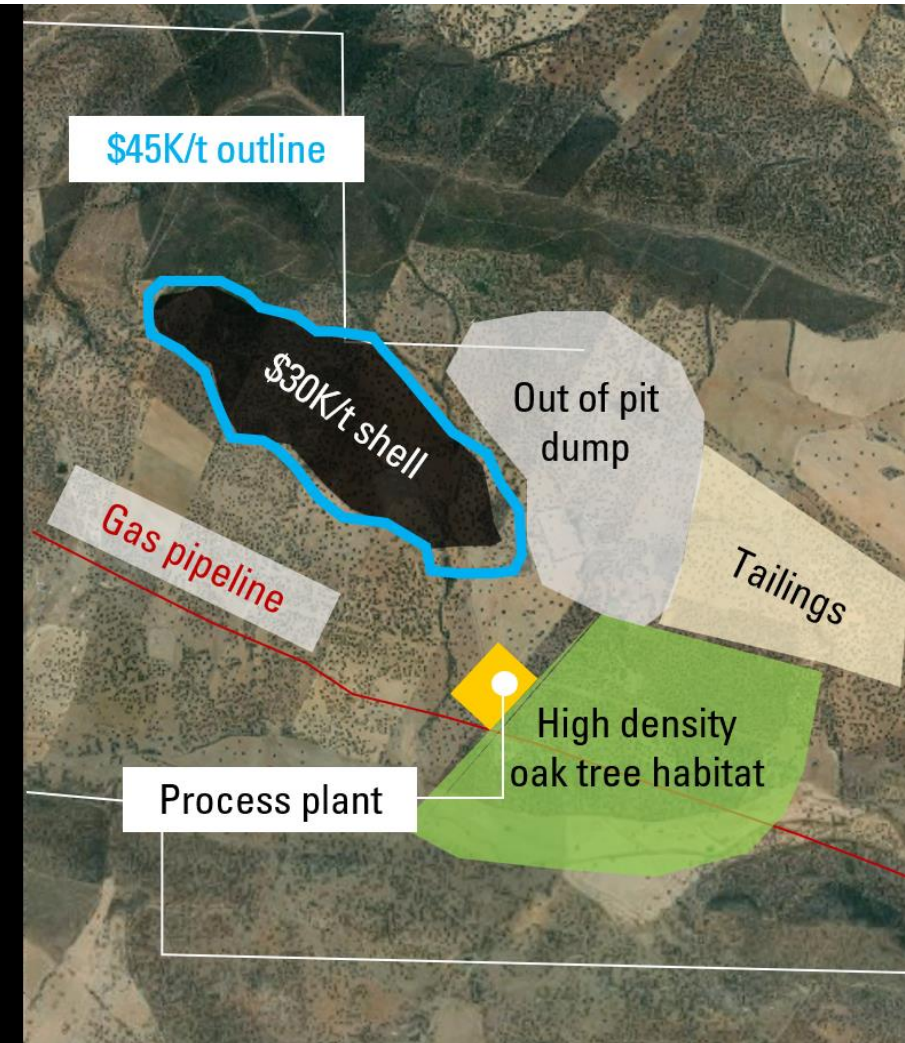 $45K/t outline
$30K/t shell
Out of pit
dump
Gas pipeline
Tailings
High density
oak tree habitat
Process plant